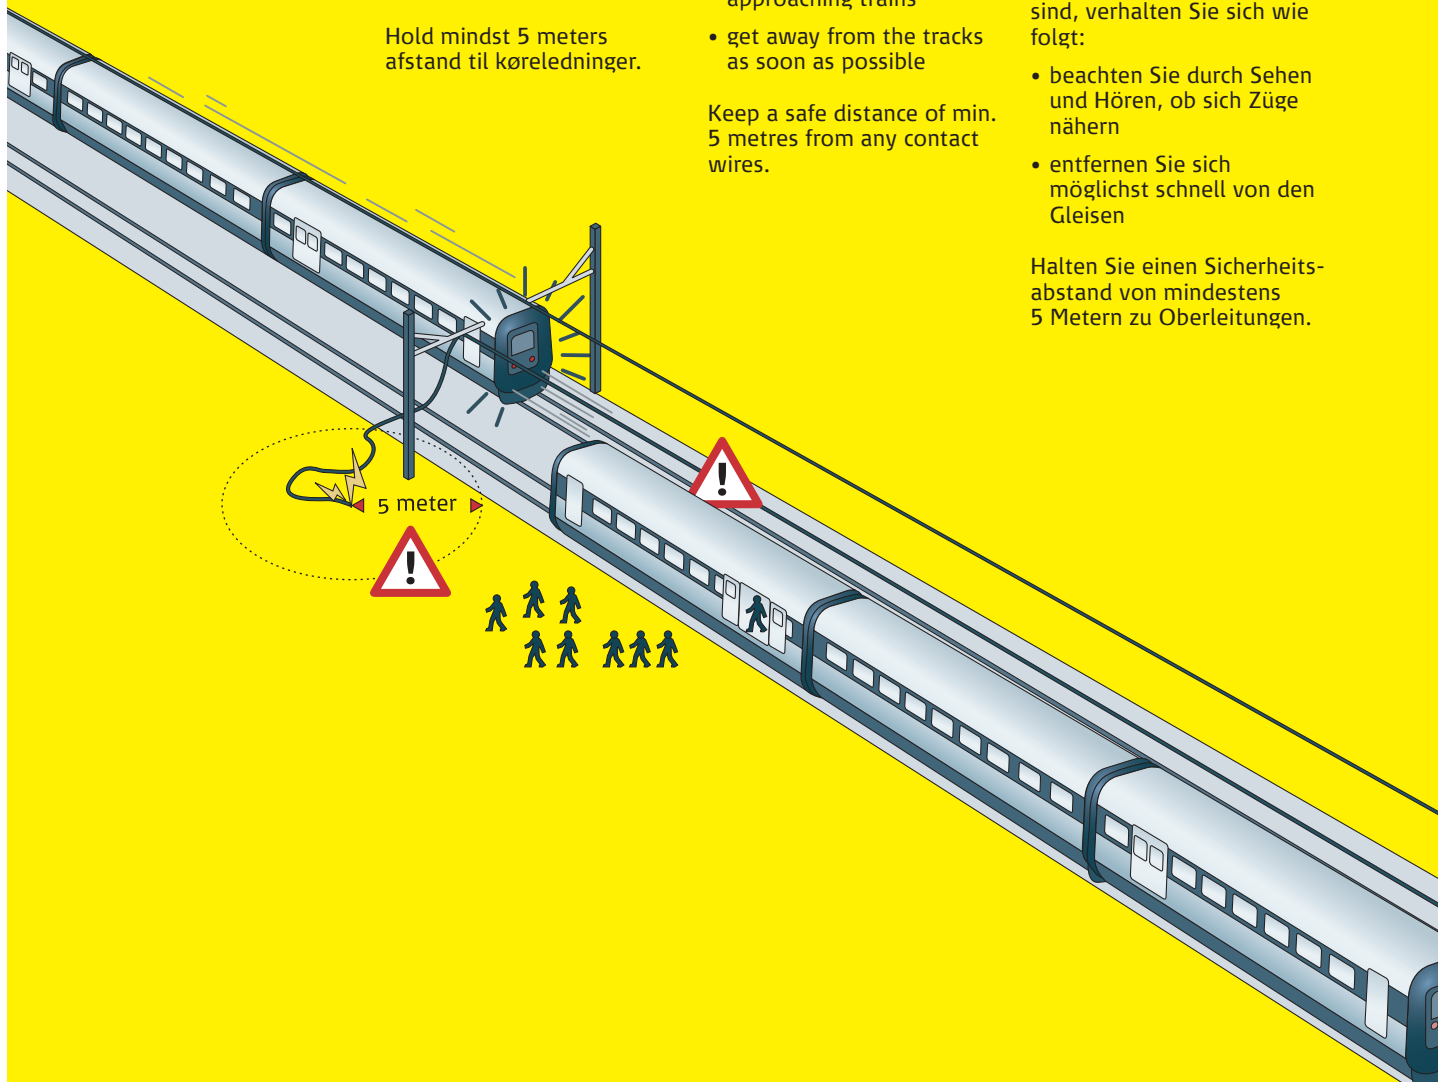 Hold mindst 5 meters
afstand til køreledninger.
approaching trains
• get away from the tracks
as soon as possible
Keep a safe distance of min.
5 metres from any contact
wires.
sind, verhalten Sie sich wie
folgt:
• beachten Sie durch Sehen
und Hören, ob sich Züge
nähern
• entfernen Sie sich
möglichst schnell von den
Gleisen
Halten Sie einen Sicherheits-
abstand von mindestens
5 Metern zu Oberleitungen.
5 meter
!
!